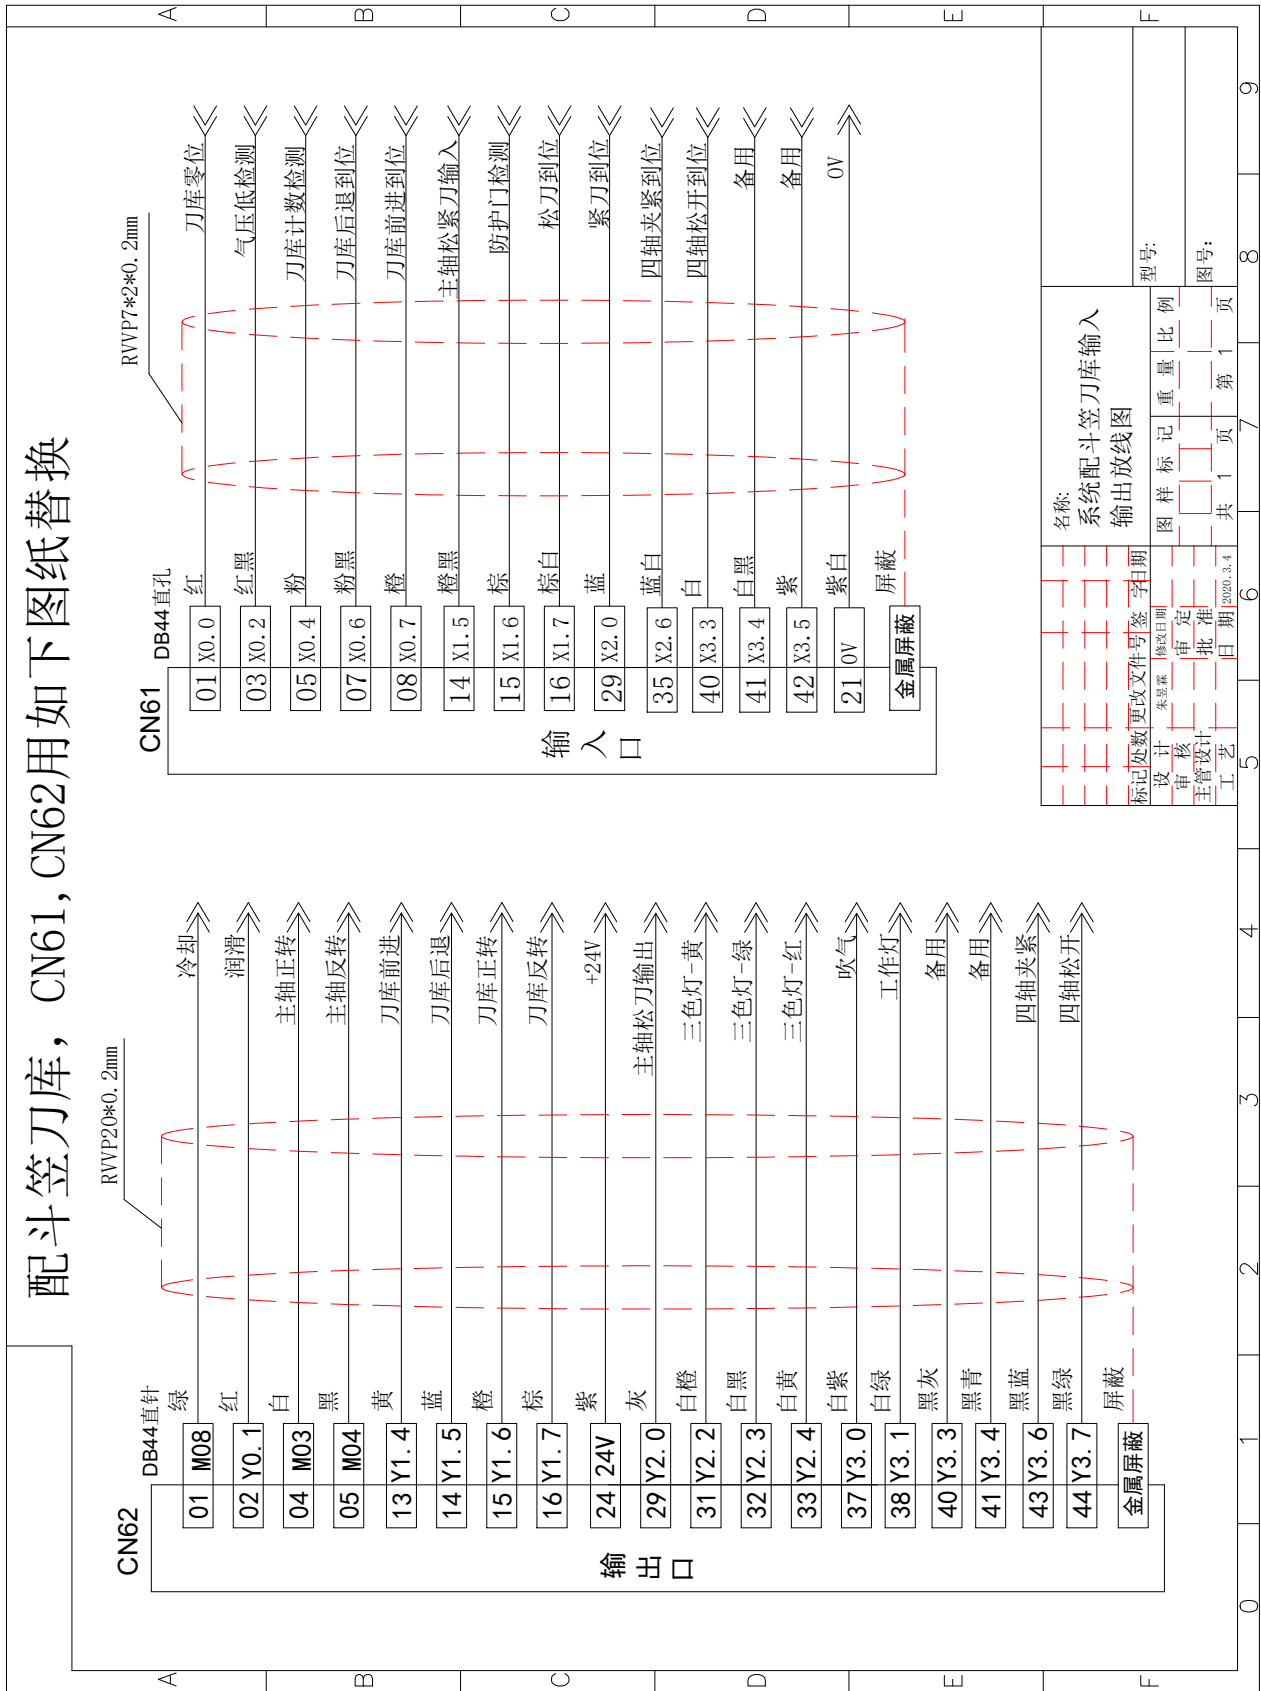 配斗笠刀库，CN61,CN62用如下图纸替换
CN62
DB44直针
RVVP20*0.2mm
输出口
01 M08 绿 冷却
02 Y0.1 红 润滑
04 M03 白 主轴正转
05 M04 黑 主轴反转
13 Y1.4 黄 刀库前进
14 Y1.5 蓝 刀库后退
15 Y1.6 橙 刀库正转
16 Y1.7 棕 刀库反转
24 24V 紫 +24V
29 Y2.0 灰 主轴松刀输出
31 Y2.2 白橙 三色灯-黄
32 Y2.3 白黑 三色灯-绿
33 Y2.4 白黄 三色灯-红
37 Y3.0 白紫 吹气
38 Y3.1 白绿 工作灯
40 Y3.3 黑灰 备用
41 Y3.4 黑青 备用
43 Y3.6 黑蓝 四轴夹紧
44 Y3.7 黑绿 四轴松开
金属屏蔽 屏蔽
CN61
DB44直孔
RVVP7*2*0.2mm
输入口
01 X0.0 红 刀库零位
03 X0.2 红黑 气压低检测
05 X0.4 粉 刀库计数检测
07 X0.6 粉黑 刀库后退到位
08 X0.7 橙 刀库前进到位
14 X1.5 橙黑 主轴松紧刀输入
15 X1.6 棕 防护门检测
16 X1.7 棕白 松刀到位
29 X2.0 蓝 紧刀到位
35 X2.6 蓝白 四轴夹紧到位
40 X3.3 白 四轴松开到位
41 X3.4 白黑 备用
42 X3.5 紫 备用
21 0V 紫白 0V
金属屏蔽 屏蔽
名称:
系统配斗笠刀库输入
输出放线图
型号:
图号:
标记 处数 更改文件号 签字 日期
设计 朱昱霖 修改日期
审核 审定
主管设计 批准
工艺 日期 2020.3.4
图样标记 重量 比例
共 1 页 第 1 页
A B C D E F
A B C D E F
0 1 2 3 4 5 6 7 8 9